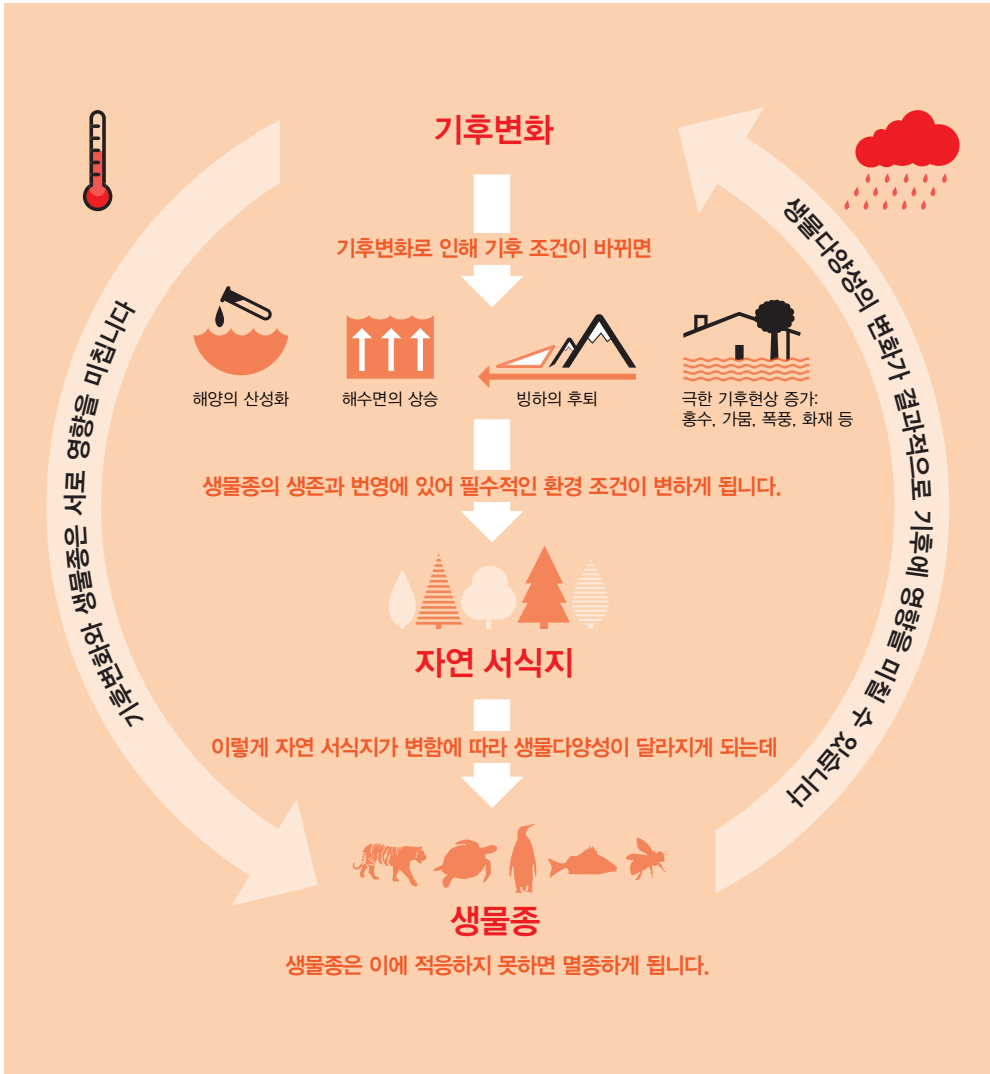 기후변화
기후변화로 인해 기후 조건이 바뀌면
해양의 산성화
해수면의 상승
빙하의 후퇴
극한 기후현상 증가:
홍수, 가뭄, 폭풍, 화재 등
생물종의 생존과 번영에 있어 필수적인 환경 조건이 변하게 됩니다.
자연 서식지
이렇게 자연 서식지가 변함에 따라 생물다양성이 달라지게 되는데
생물종
생물종은 이에 적응하지 못하면 멸종하게 됩니다.
기후변화와 생물종은 서로 영향을 미칩니다
생물다양성의 변화가 결과적으로 기후에 영향을 미칠 수 있습니다